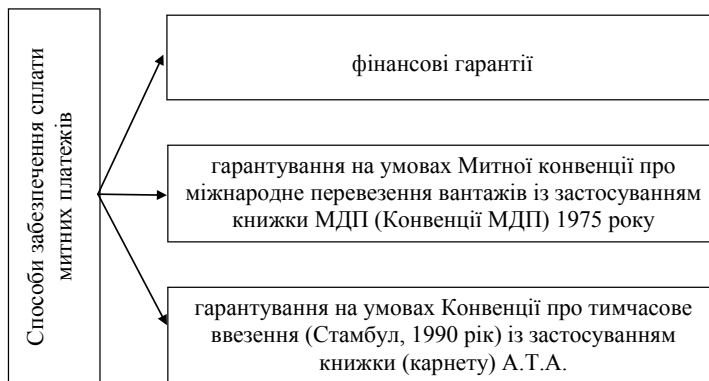 Способи забезпечення сплати
митних платежів
фінансові гарантії
гарантування на умовах Митної конвенції про
міжнародне перевезення вантажів із застосуванням
книжки МДП (Конвенції МДП) 1975 року
гарантування на умовах Конвенції про тимчасове
ввезення (Стамбул, 1990 рік) із застосуванням
книжки (карнету) А.Т.А.